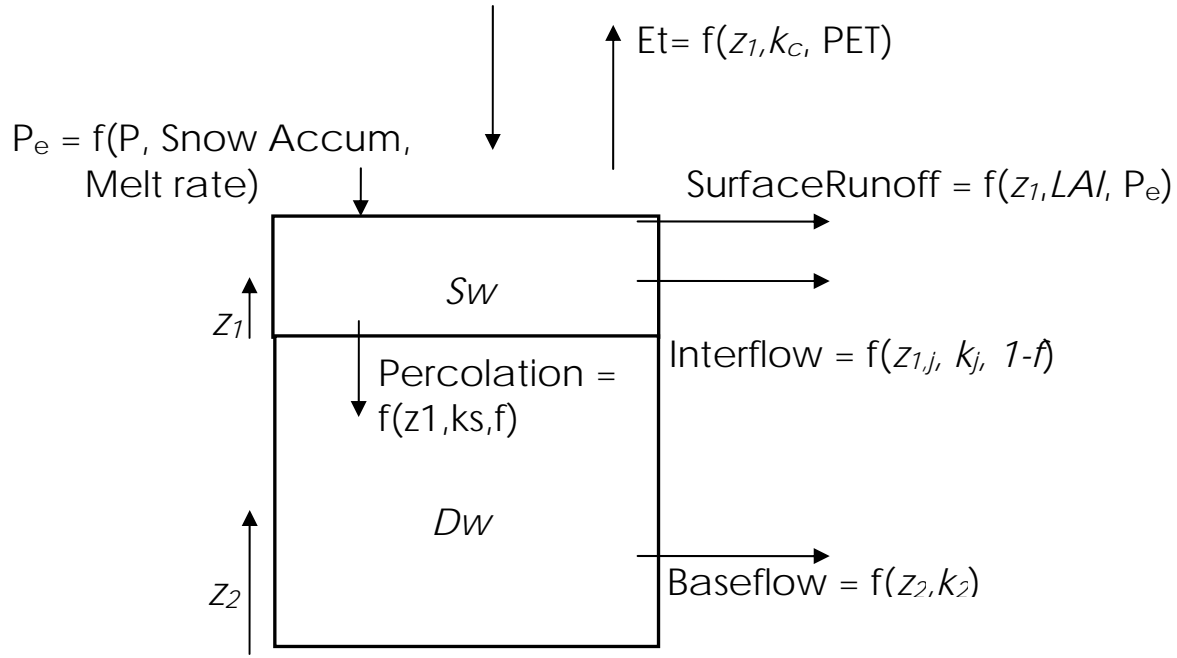 Et= f(z₁,k_c, PET)
Pₑ = f(P, Snow Accum,
Melt rate)
SurfaceRunoff = f(z₁,LAI, Pₑ)
Sw
z₁
Interflow = f(z₁,ⱼ, kⱼ, 1-f)
Percolation =
f(z1,ks,f)
Dw
z₂
Baseflow = f(z₂,k₂)